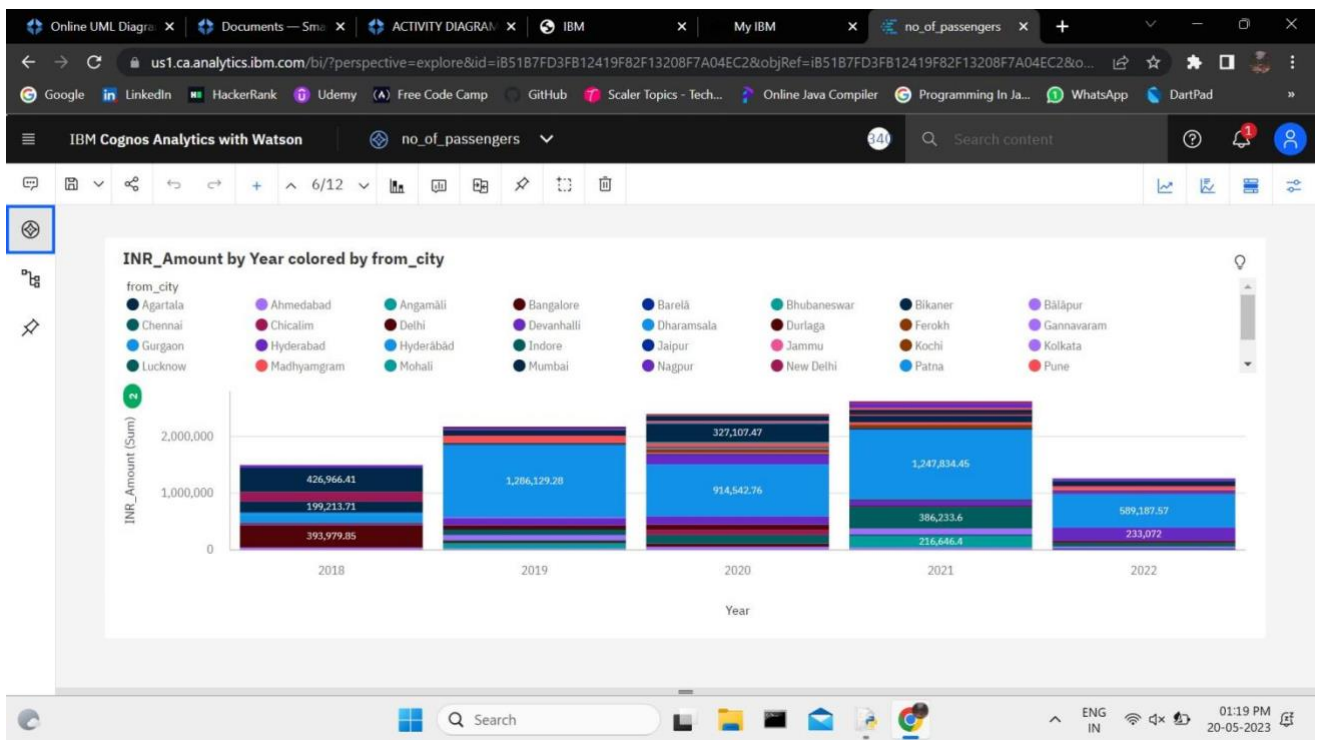 Online UML Diagra
Documents — Sma
ACTIVITY DIAGRAM
IBM
My IBM
no_of_passengers
us1.ca.analytics.ibm.com/bi/?perspective=explore&id=iB51B7FD3FB12419F82F13208F7A04EC2&objRef=iB51B7FD3FB12419F82F13208F7A04EC2&o...
Google LinkedIn HackerRank Udemy Free Code Camp GitHub Scaler Topics - Tech... Online Java Compiler Programming In Ja... WhatsApp DartPad »
IBM Cognos Analytics with Watson
no_of_passengers
340
Search content
1
6/12
INR_Amount by Year colored by from_city
from_city
Agartala Ahmedabad Angamāli Bangalore Barelā Bhubaneswar Bikaner Bālāpur
Chennai Chicalim Delhi Devanhalli Dharamsala Durlaga Ferokh Gannavaram
Gurgaon Hyderabad Hyderābād Indore Jaipur Jammu Kochi Kolkata
Lucknow Madhyamgram Mohali Mumbai Nagpur New Delhi Patna Pune
2
INR_Amount (Sum)
2,000,000
1,000,000
0
426,966.41
199,213.71
393,979.85
1,286,129.28
327,107.47
914,542.76
1,247,834.45
386,233.6
216,646.4
589,187.57
233,072
2018 2019 2020 2021 2022
Year
Search
ENG
IN
01:19 PM
20-05-2023